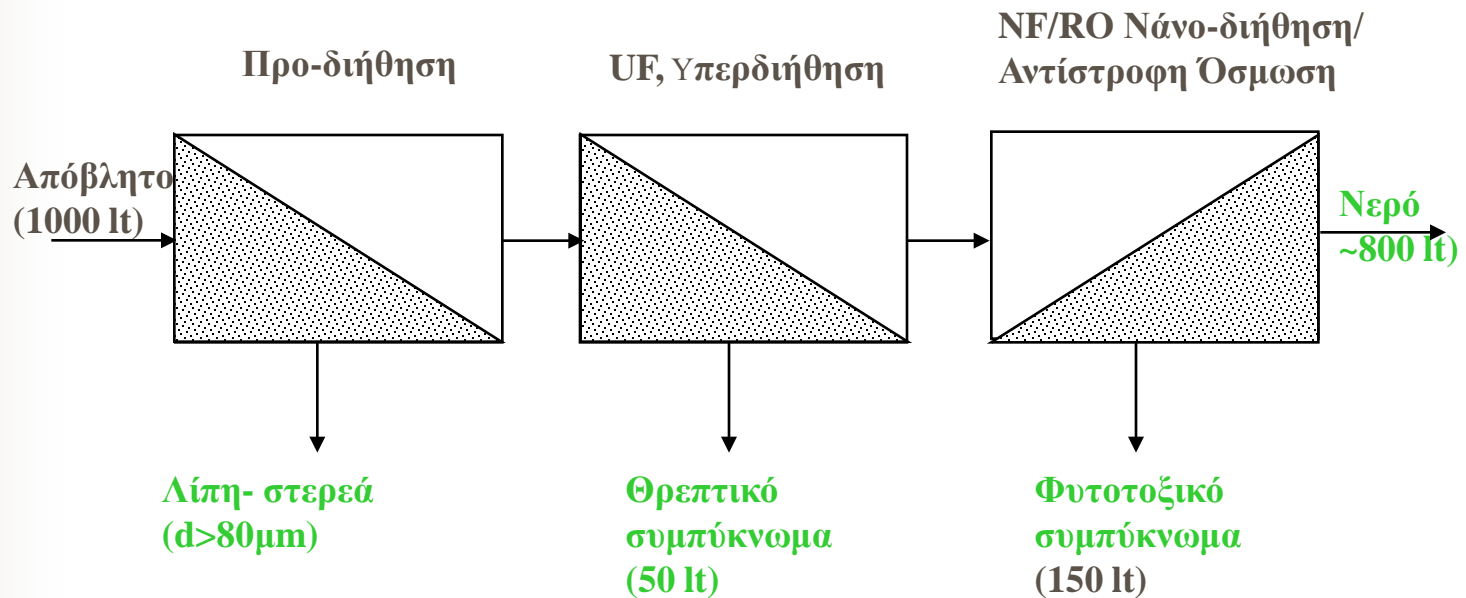 Προ-διήθηση
UF, Υπερδιήθηση
NF/RO Νάνο-διήθηση/
Αντίστροφη Όσμωση
Απόβλητο
(1000 lt)
Νερό
~800 lt)
Λίπη- στερεά
(d>80μm)
Θρεπτικό
συμπύκνωμα
(50 lt)
Φυτοτοξικό
συμπύκνωμα
(150 lt)